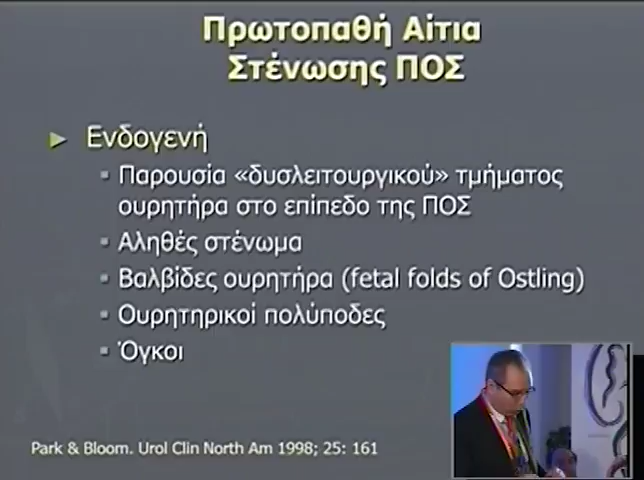 Πρωτοπαθή Αίτια
Στένωσης ΠΟΣ
Ενδογενή
Παρουσία «δυσλειτουργικού» τμήματος
ουρητήρα στο επίπεδο της ΠΟΣ
Αληθές στένωμα
Βαλβίδες ουρητήρα (fetal folds of Ostling)
Ουρητηρικοί πολύποδες
Όγκοι
Park & Bloom. Urol Clin North Am 1998; 25: 161